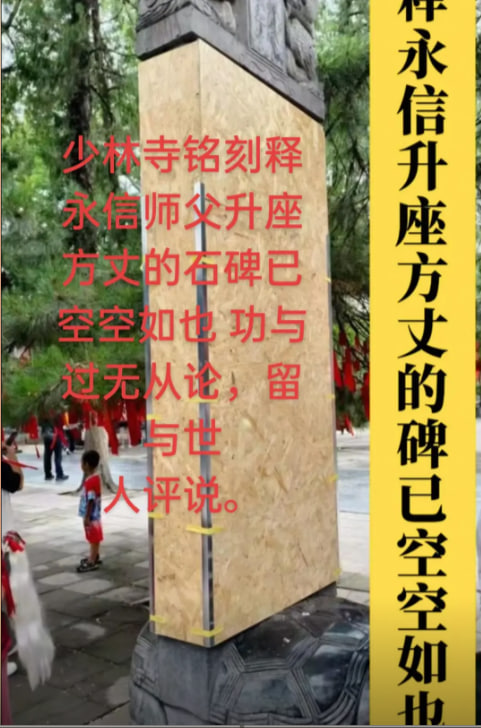 少林寺铭刻释
永信师父升座
方丈的石碑已
空空如也 功与
过无从论，留
与世
人评说。
释永信升座方丈的碑已空空如也